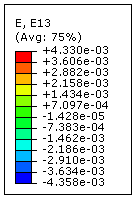 E, E13
(Avg: 75%)
+4.330e-03
+3.606e-03
+2.882e-03
+2.158e-03
+1.434e-03
+7.097e-04
-1.428e-05
-7.383e-04
-1.462e-03
-2.186e-03
-2.910e-03
-3.634e-03
-4.358e-03